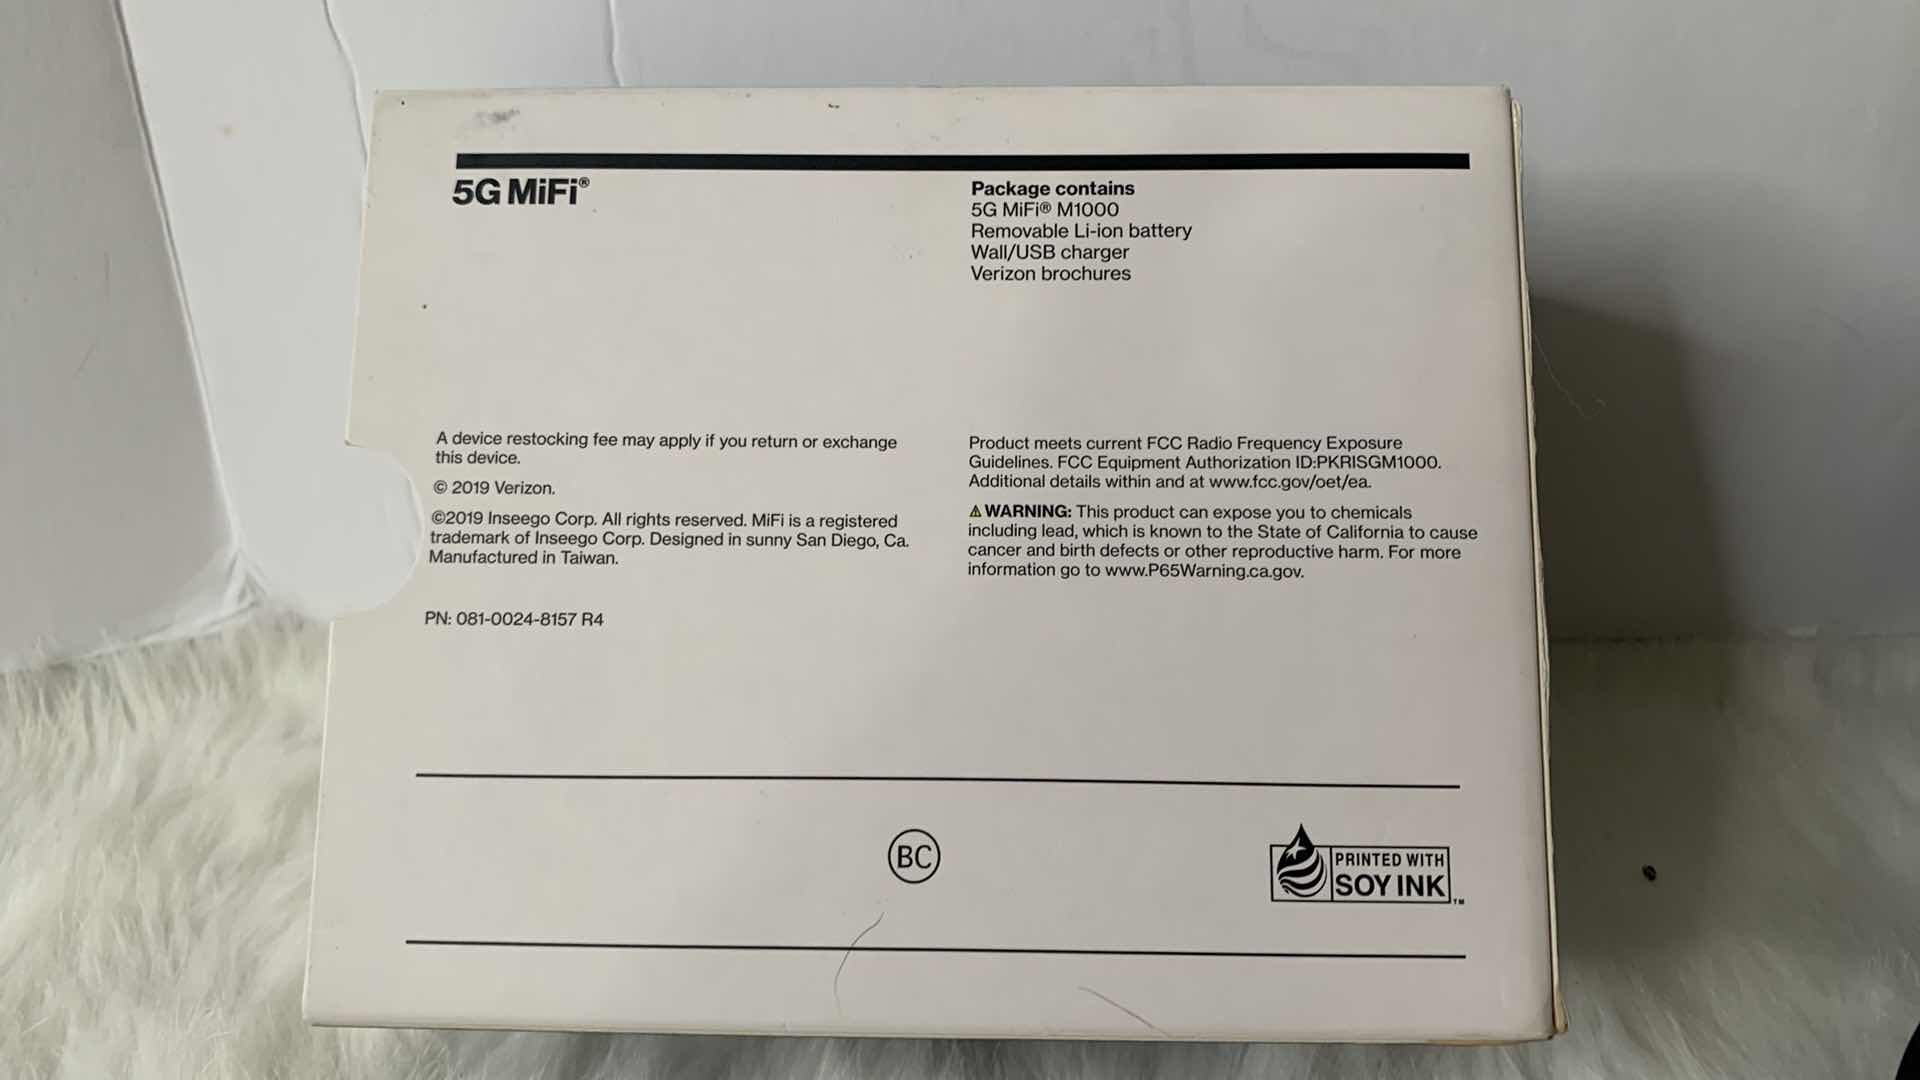 5G MiFi®
Package contains
5G MiFi® M1000
Removable Li-ion battery
Wall/USB charger
Verizon brochures
A device restocking fee may apply if you return or exchange
this device.
© 2019 Verizon.
©2019 Inseego Corp. All rights reserved. MiFi is a registered
trademark of Inseego Corp. Designed in sunny San Diego, Ca.
Manufactured in Taiwan.
PN: 081-0024-8157 R4
Product meets current FCC Radio Frequency Exposure
Guidelines. FCC Equipment Authorization ID:PKRISGM1000.
Additional details within and at www.fcc.gov/oet/ea.
⚠ WARNING: This product can expose you to chemicals
including lead, which is known to the State of California to cause
cancer and birth defects or other reproductive harm. For more
information go to www.P65Warning.ca.gov.
BC
PRINTED WITH
SOY INK™